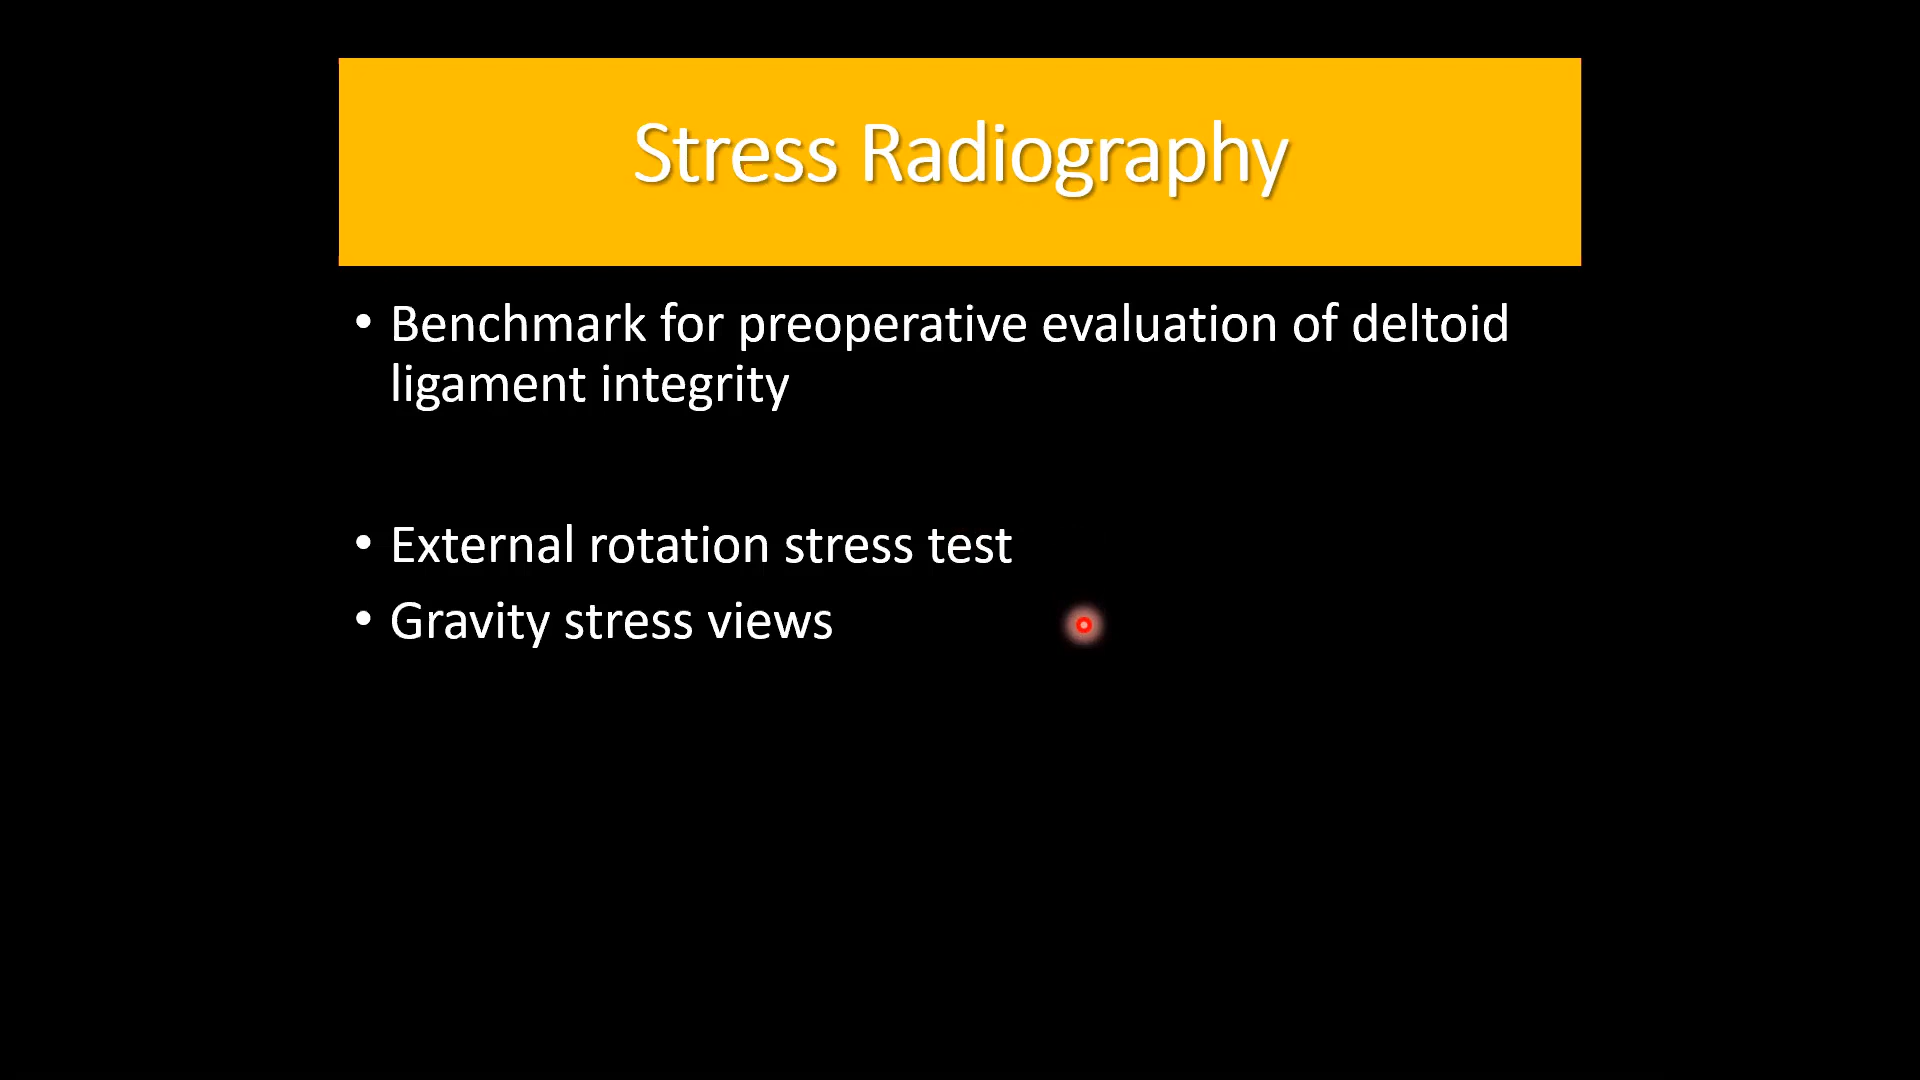 Stress Radiography
• Benchmark for preoperative evaluation of deltoid
ligament integrity
• External rotation stress test
• Gravity stress views